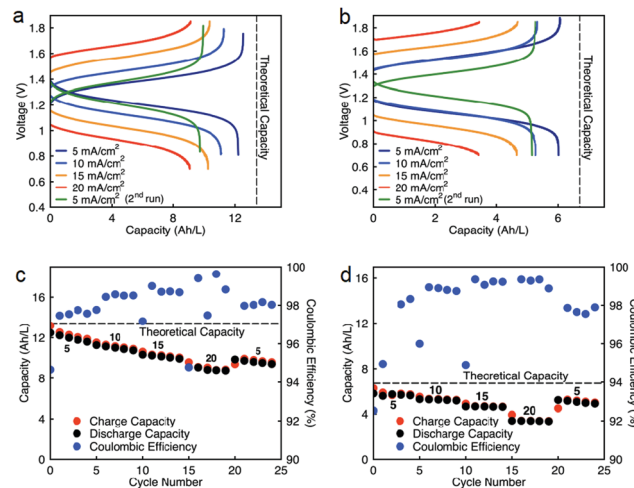 a
1.8
1.6
1.4
1.2
1.0
0.8
0.6
0.4
Voltage (V)
Theoretical Capacity
5 mA/cm²
10 mA/cm²
15 mA/cm²
20 mA/cm²
5 mA/cm² (2nd run)
0 4 8 12
Capacity (Ah/L)
b
1.8
1.6
1.4
1.2
1
0.8
0.6
0.4
Voltage (V)
Theoretical Capacity
5 mA/cm²
10 mA/cm²
15 mA/cm²
20 mA/cm²
5 mA/cm² (2nd run)
0 2 4 6
Capacity (Ah/L)
c
16
12
8
4
0
Capacity (Ah/L)
100
98
96
94
92
90
Coulombic Efficiency (%)
Theoretical Capacity
5 10 15 20 5
Charge Capacity
Discharge Capacity
Coulombic Efficiency
0 5 10 15 20 25
Cycle Number
d
16
12
8
4
0
Capacity (Ah/L)
100
98
96
94
92
90
Coulombic Efficiency (%)
Theoretical Capacity
5 10 15 20 5
Charge Capacity
Discharge Capacity
Coulombic Efficiency
0 5 10 15 20 25
Cycle Number